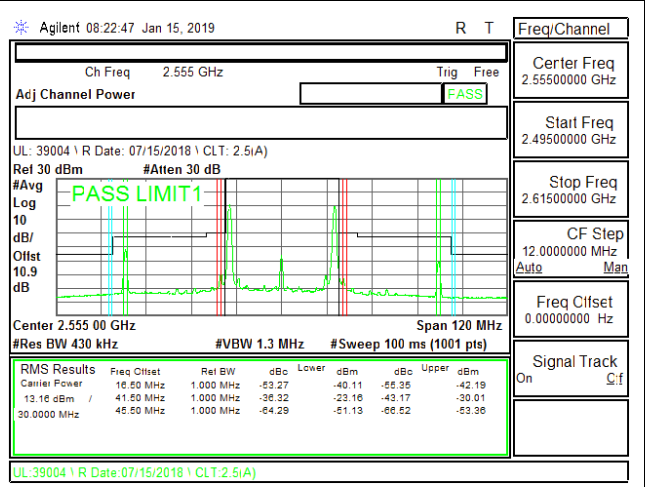 Agilent 08:22:47 Jan 15, 2019 R T
Freq/Channel
Ch Freq 2.555 GHz Trig Free
Adj Channel Power PASS
Center Freq
2.55500000 GHz
Start Freq
2.49500000 GHz
Stop Freq
2.61500000 GHz
CF Step
12.0000000 MHz
Auto Man
Freq Offset
0.00000000 Hz
Signal Track
On Off
UL: 39004 \ R Date: 07/15/2018 \ CLT: 2.5(A)
Ref 30 dBm #Atten 30 dB
#Avg
Log
10
dB/
Offst
10.9
dB
PASS LIMIT1
Center 2.555 00 GHz Span 120 MHz
#Res BW 430 kHz #VBW 1.3 MHz #Sweep 100 ms (1001 pts)
RMS Results Freq Offset Ref BW dBc Lower dBm dBc Upper dBm
Carrier Power 16.50 MHz 1.000 MHz -53.27 -40.11 -55.35 -42.19
13.16 dBm / 41.50 MHz 1.000 MHz -36.32 -23.16 -43.17 -30.01
30.0000 MHz 45.50 MHz 1.000 MHz -64.29 -51.13 -66.52 -53.36
UL:39004 \ R Date:07/15/2018 \ CLT:2.5(A)